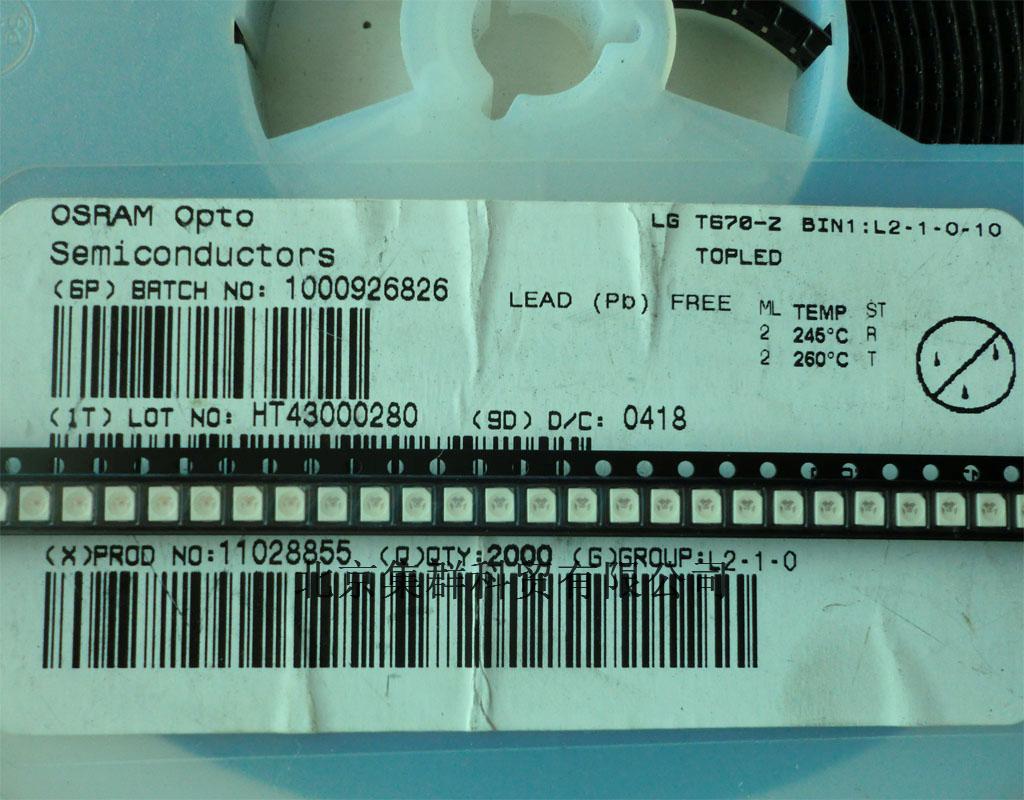 OSRAM Opto
Semiconductors
LG T670-Z BIN1:L2-1-0-10
TOPLED
(6P) BATCH NO: 1000926826
LEAD (Pb) FREE
ML TEMP ST
2 245°C R
2 260°C T
(1T) LOT NO: HT43000280 (9D) D/C: 0418
(X)PROD NO:11028855 (Q)QTY:2000 (G)GROUP:L2-1-0
北京集群科贸有限公司